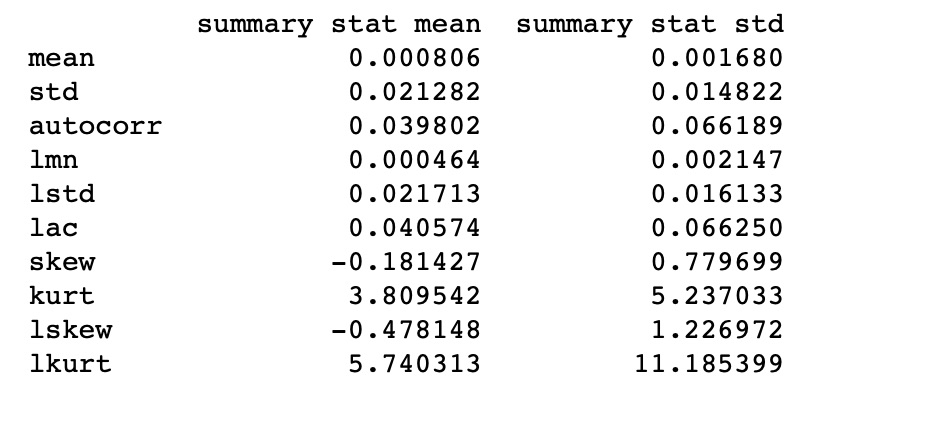 summary stat mean summary stat std
mean 0.000806 0.001680
std 0.021282 0.014822
autocorr 0.039802 0.066189
lmn 0.000464 0.002147
lstd 0.021713 0.016133
lac 0.040574 0.066250
skew -0.181427 0.779699
kurt 3.809542 5.237033
lskew -0.478148 1.226972
lkurt 5.740313 11.185399